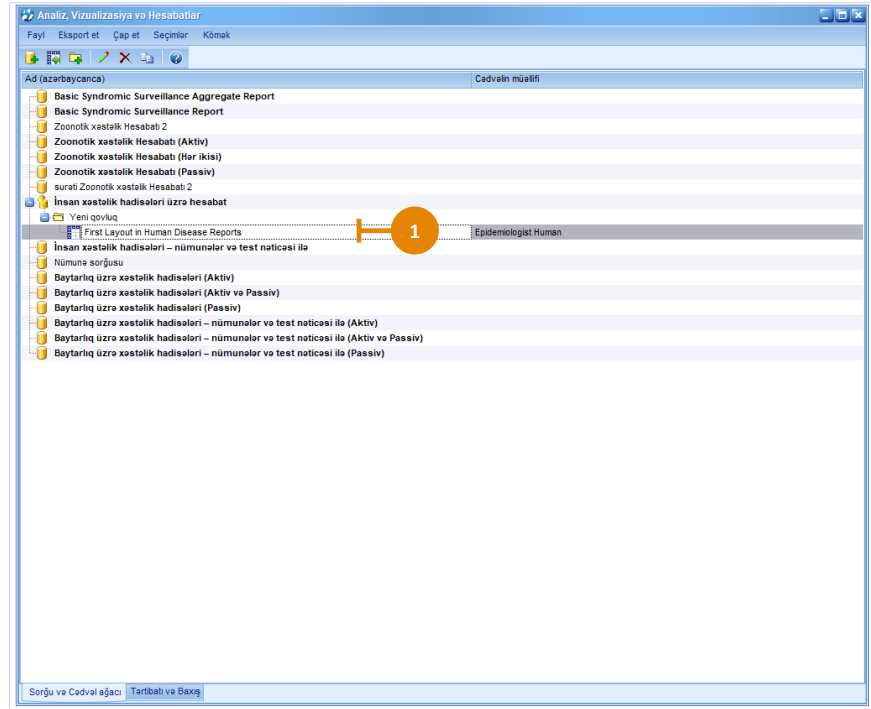 Analiz, Vizualizasiya və Hesabatlar
Fayl Eksport et Çap et Seçimlər Kömək
Ad (azərbaycanca) Cədvəlin müəllifi
Basic Syndromic Surveillance Aggregate Report
Basic Syndromic Surveillance Report
Zoonotik xəstəlik Hesabatı 2
Zoonotik xəstəlik Hesabatı (Aktiv)
Zoonotik xəstəlik Hesabatı (Hər ikisi)
Zoonotik xəstəlik Hesabatı (Passiv)
surəti Zoonotik xəstəlik Hesabatı 2
İnsan xəstəlik hadisələri üzrə hesabat
Yeni qovluq
First Layout in Human Disease Reports 1 Epidemiologist Human
İnsan xəstəlik hadisələri – nümunələr və test nəticəsi ilə
Nümunə sorğusu
Baytarlıq üzrə xəstəlik hadisələri (Aktiv)
Baytarlıq üzrə xəstəlik hadisələri (Aktiv və Passiv)
Baytarlıq üzrə xəstəlik hadisələri (Passiv)
Baytarlıq üzrə xəstəlik hadisələri – nümunələr və test nəticəsi ilə (Aktiv)
Baytarlıq üzrə xəstəlik hadisələri – nümunələr və test nəticəsi ilə (Aktiv və Passiv)
Baytarlıq üzrə xəstəlik hadisələri – nümunələr və test nəticəsi ilə (Passiv)
Sorğu və Cədvəl ağacı Tərtibatı və Baxış